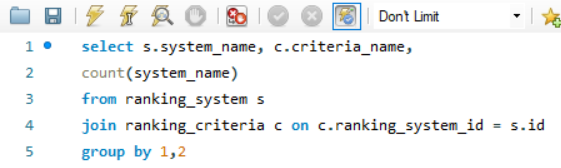 Don't Limit
1 select s.system_name, c.criteria_name,
2 count(system_name)
3 from ranking_system s
4 join ranking_criteria c on c.ranking_system_id = s.id
5 group by 1,2